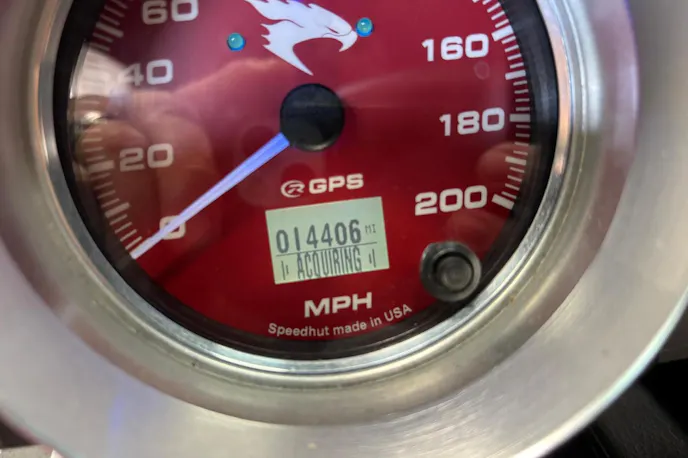 60
40
20
0
160
180
200
R GPS
014406 MI
ACQUIRING
MPH
Speedhut made in USA